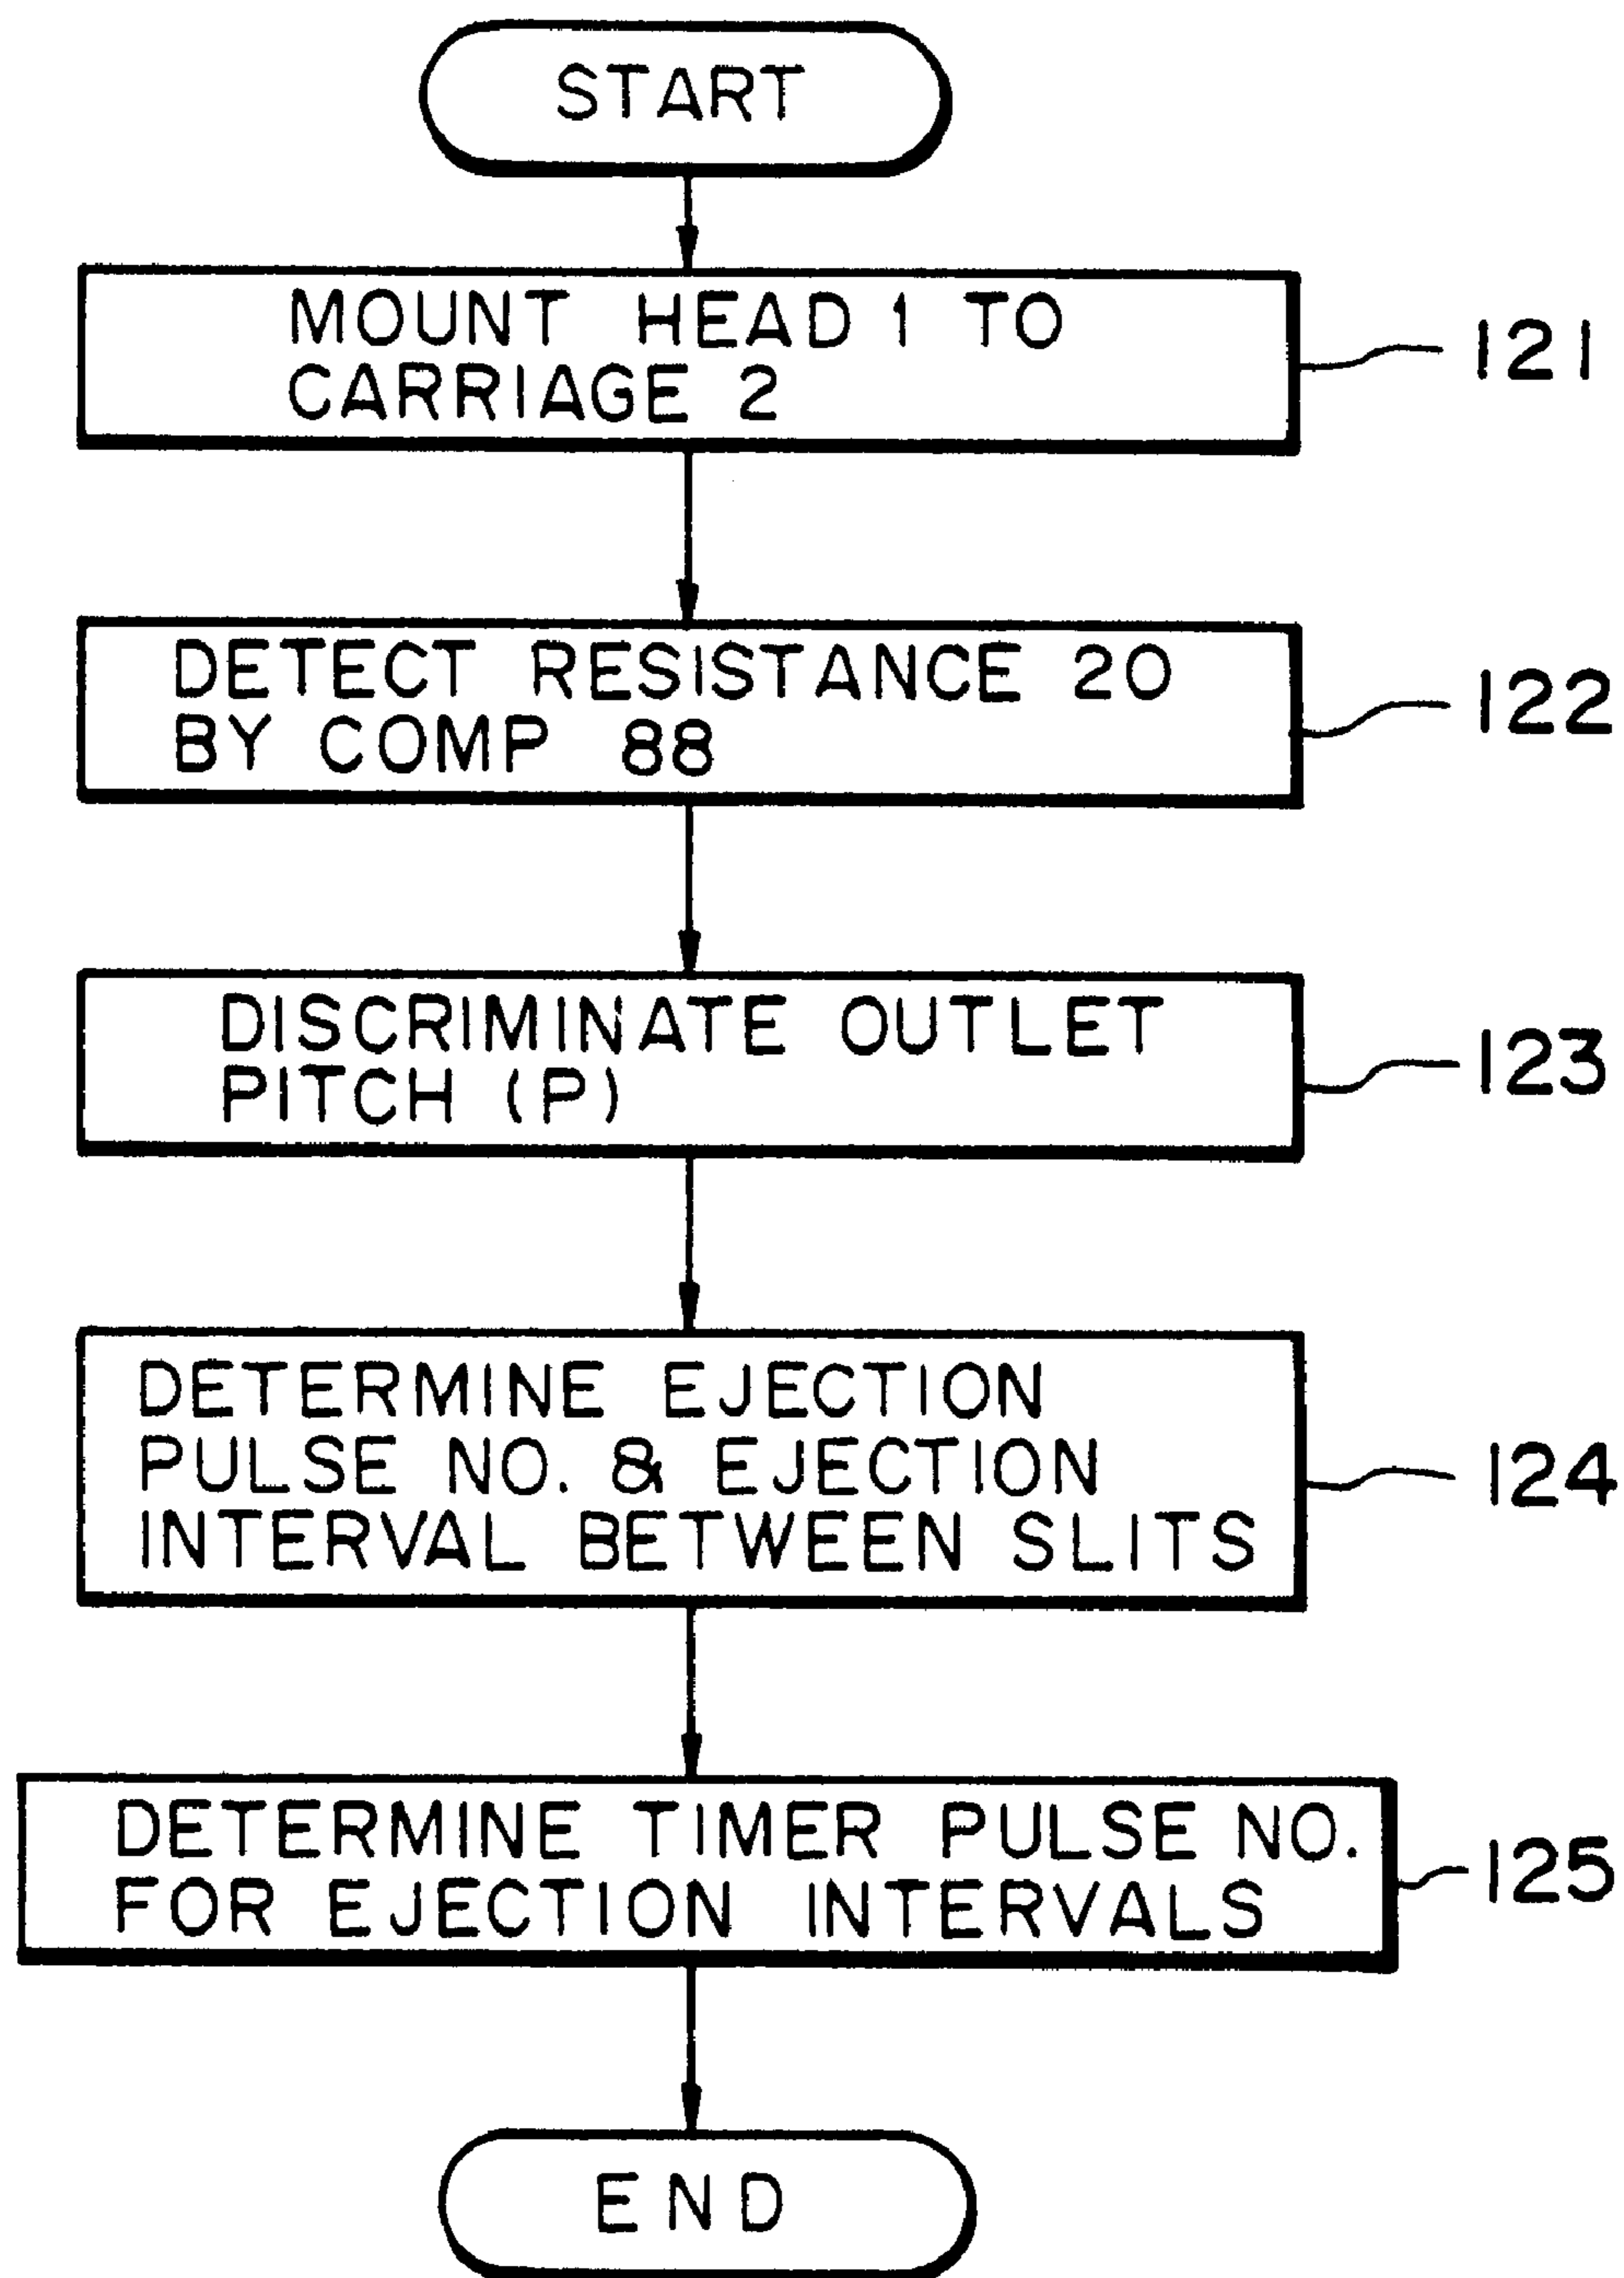 START
MOUNT HEAD 1 TO
CARRIAGE 2
121
DETECT RESISTANCE 20
BY COMP 88
122
DISCRIMINATE OUTLET
PITCH (P)
123
DETERMINE EJECTION
PULSE NO. & EJECTION
INTERVAL BETWEEN SLITS
124
DETERMINE TIMER PULSE NO.
FOR EJECTION INTERVALS
125
END